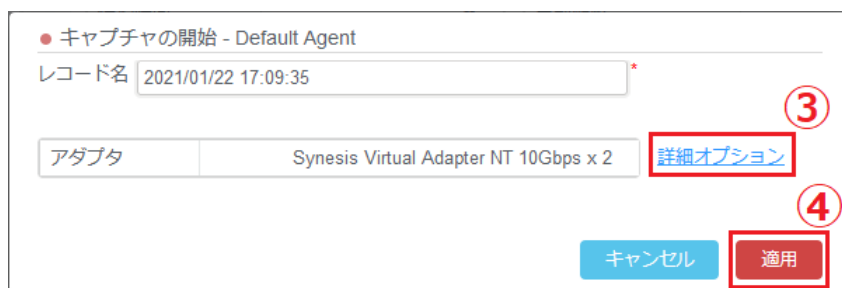 キャプチャの開始 - Default Agent
レコード名 2021/01/22 17:09:35 *
③
アダプタ Synesis Virtual Adapter NT 10Gbps x 2 詳細オプション
④
キャンセル 適用